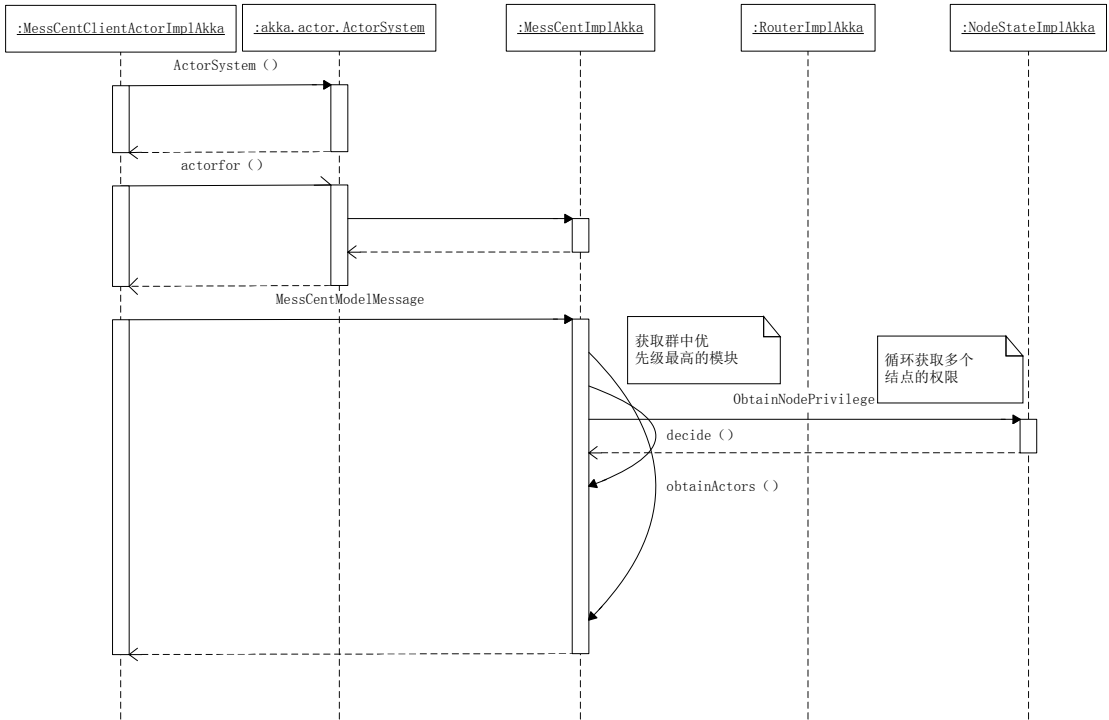 :MessCentClientActorImplAkka
:akka.actor.ActorSystem
:MessCentImplAkka
:RouterImplAkka
:NodeStateImplAkka
ActorSystem（）
actorfor（）
MessCentModelMessage
获取群中优
先级最高的模块
循环获取多个
结点的权限
ObtainNodePrivilege
decide（）
obtainActors（）